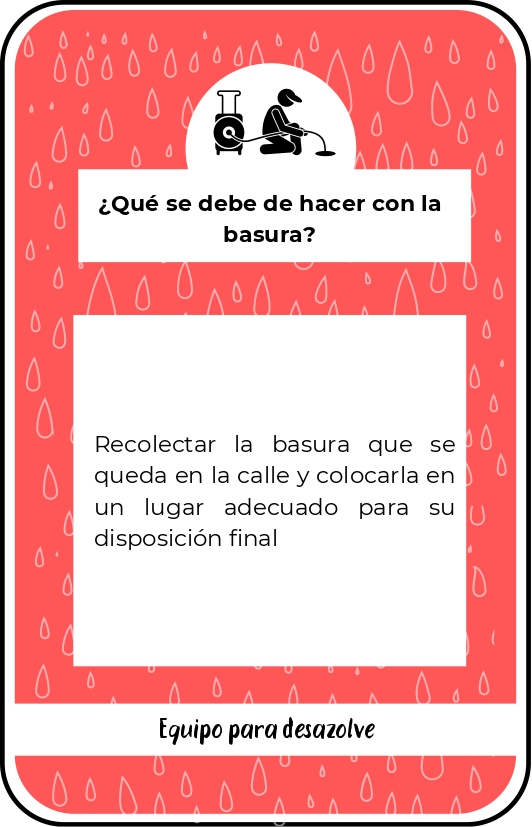 ¿Qué se debe de hacer con la
basura?
Recolectar la basura que se
queda en la calle y colocarla en
un lugar adecuado para su
disposición final
Equipo para desazolve